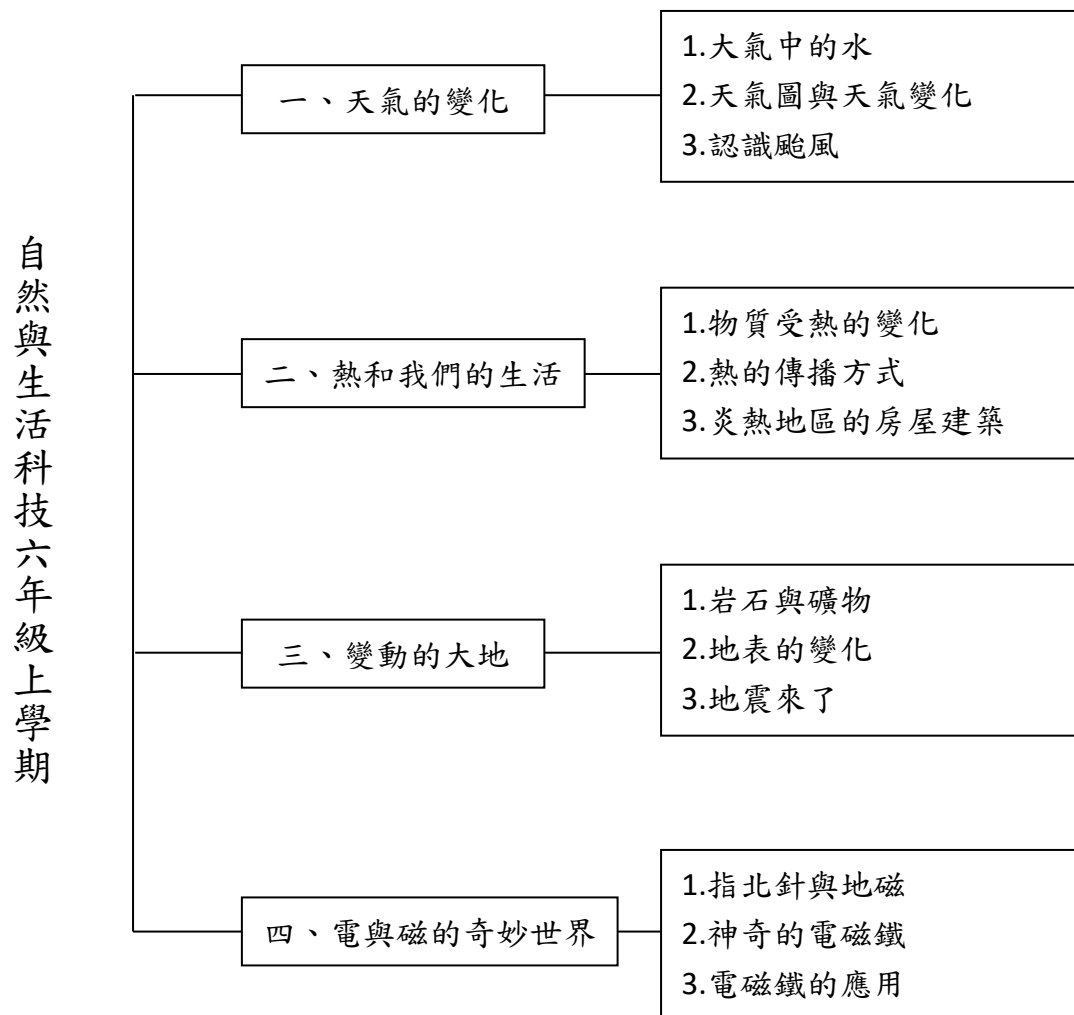 自然與生活科技六年級上學期
一、天氣的變化
1.大氣中的水
2.天氣圖與天氣變化
3.認識颱風
二、熱和我們的生活
1.物質受熱的變化
2.熱的傳播方式
3.炎熱地區的房屋建築
三、變動的大地
1.岩石與礦物
2.地表的變化
3.地震來了
四、電與磁的奇妙世界
1.指北針與地磁
2.神奇的電磁鐵
3.電磁鐵的應用